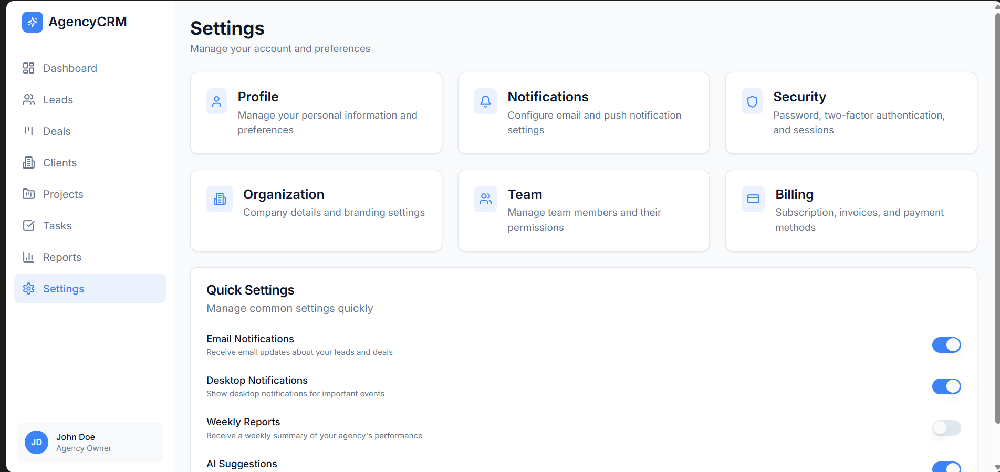 AgencyCRM
Dashboard
Leads
Deals
Clients
Projects
Tasks
Reports
Settings
JD
John Doe
Agency Owner
Settings
Manage your account and preferences
Profile
Manage your personal information and
preferences
Notifications
Configure email and push notification
settings
Security
Password, two-factor authentication,
and sessions
Organization
Company details and branding settings
Team
Manage team members and their
permissions
Billing
Subscription, invoices, and payment
methods
Quick Settings
Manage common settings quickly
Email Notifications
Receive email updates about your leads and deals
Desktop Notifications
Show desktop notifications for important events
Weekly Reports
Receive a weekly summary of your agency's performance
AI Suggestions